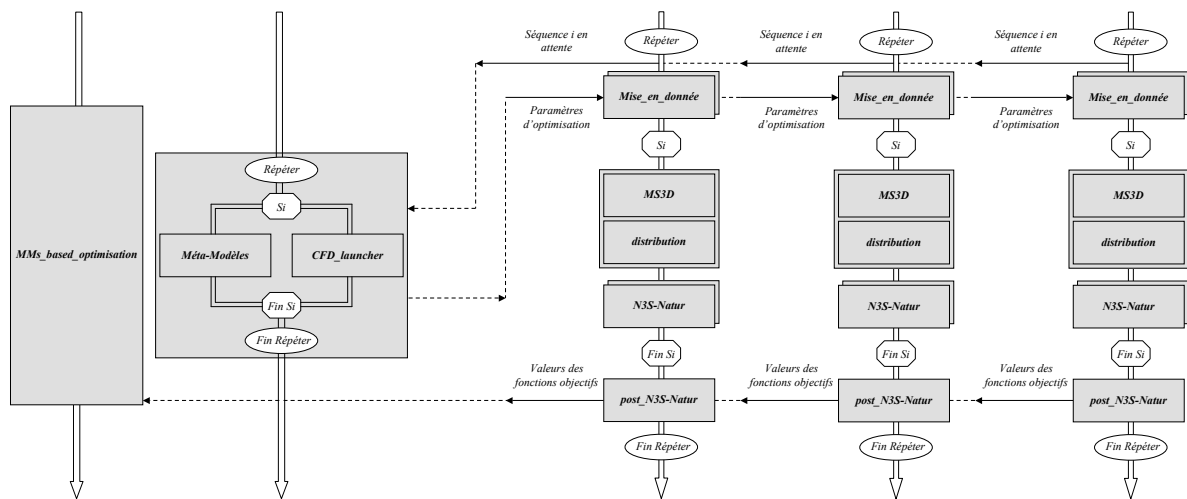 Séquence i en
attente
Répéter
Séquence i en
attente
Répéter
Séquence i en
attente
Répéter
Mise_en_donnée
Mise_en_donnée
Mise_en_donnée
Paramètres
d'optimisation
Paramètres
d'optimisation
Paramètres
d'optimisation
Si
Si
Si
Répéter
Si
MS3D
MS3D
MS3D
MMs_based_optimisation
Méta-Modèles
CFD_launcher
distribution
distribution
distribution
Fin Si
N3S-Natur
N3S-Natur
N3S-Natur
Fin Répéter
Fin Si
Fin Si
Fin Si
Valeurs des
fonctions objectifs
Valeurs des
fonctions objectifs
Valeurs des
fonctions objectifs
post_N3S-Natur
post_N3S-Natur
post_N3S-Natur
Fin Répéter
Fin Répéter
Fin Répéter